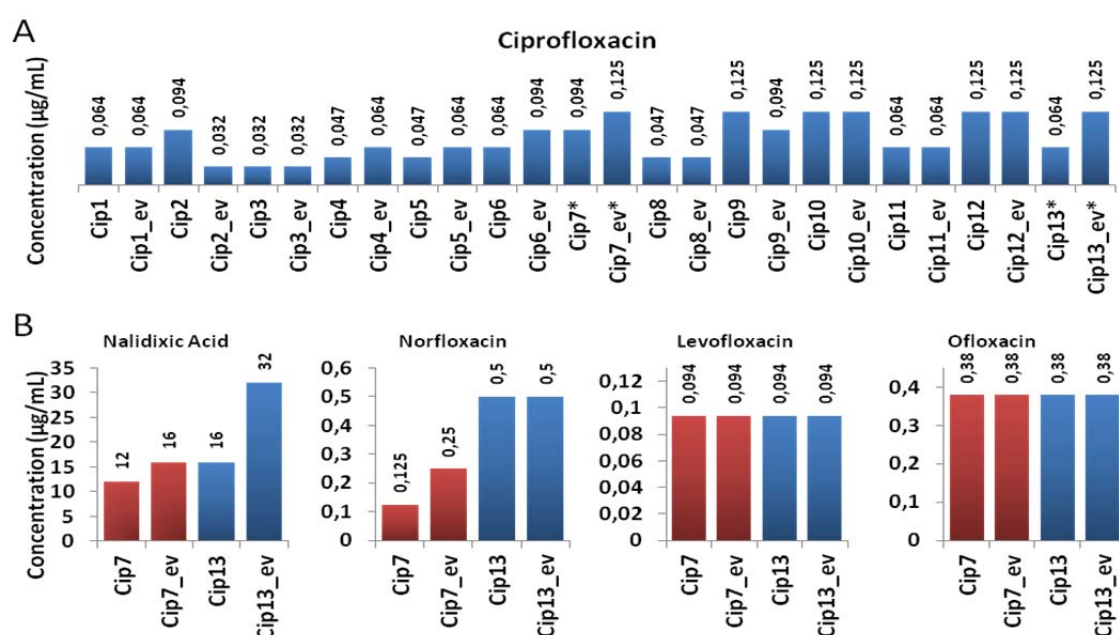 A
Ciprofloxacin
Concentration (µg/mL)
0,064 0,064 0,094 0,032 0,032 0,032 0,047 0,064 0,047 0,064 0,064 0,094 0,094 0,125 0,047 0,047 0,125 0,094 0,125 0,125 0,064 0,064 0,125 0,125 0,064 0,125
Cip1 Cip1_ev Cip2 Cip2_ev Cip3 Cip3_ev Cip4 Cip4_ev Cip5 Cip5_ev Cip6 Cip6_ev Cip7* Cip7_ev* Cip8 Cip8_ev Cip9 Cip9_ev Cip10 Cip10_ev Cip11 Cip11_ev Cip12 Cip12_ev Cip13* Cip13_ev*
B
Nalidixic Acid
Concentration (µg/mL)
35
30
25
20
15
10
5
0
12 16 16 32
Cip7 Cip7_ev Cip13 Cip13_ev
Norfloxacin
0,6
0,5
0,4
0,3
0,2
0,1
0
0,125 0,25 0,5 0,5
Cip7 Cip7_ev Cip13 Cip13_ev
Levofloxacin
0,12
0,1
0,08
0,06
0,04
0,02
0
0,094 0,094 0,094 0,094
Cip7 Cip7_ev Cip13 Cip13_ev
Ofloxacin
0,4
0,3
0,2
0,1
0
0,38 0,38 0,38 0,38
Cip7 Cip7_ev Cip13 Cip13_ev